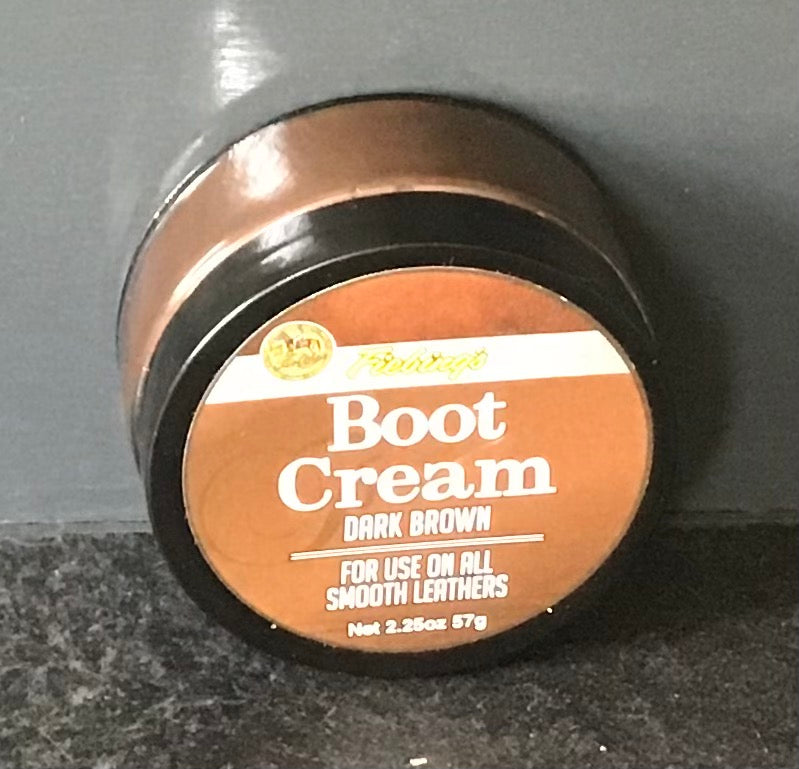 Fiebing's
Boot
Cream
DARK BROWN
FOR USE ON ALL
SMOOTH LEATHERS
Net 2.25oz 57g